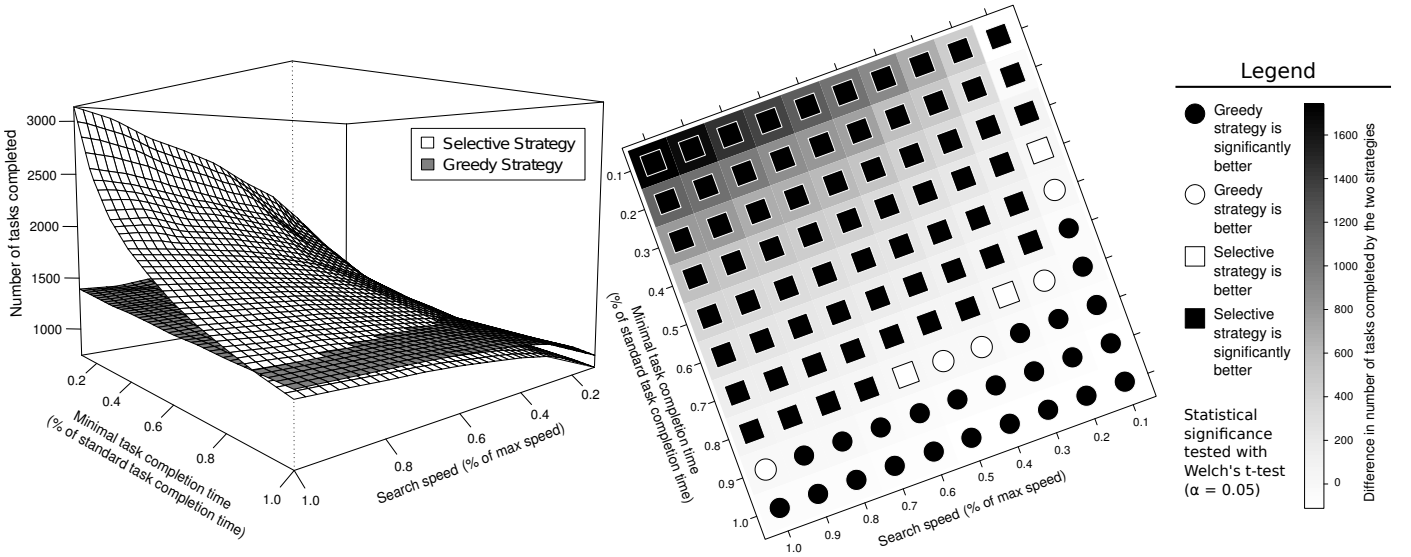 Number of tasks completed
3000
2500
2000
1500
1000
Selective Strategy
Greedy Strategy
0.2
0.4
0.6
0.8
1.0
Minimal task completion time
(% of standard task completion time)
1.0
0.8
0.6
0.4
0.2
Search speed (% of max speed)
0.1
0.2
0.3
0.4
0.5
0.6
0.7
0.8
0.9
1.0
Minimal task completion time
(% of standard task completion time)
1.0
0.9
0.8
0.7
0.6
0.5
0.4
0.3
0.2
0.1
Search speed (% of max speed)
Legend
Greedy
strategy is
significantly
better
Greedy
strategy is
better
Selective
strategy is
better
Selective
strategy is
significantly
better
Statistical
significance
tested with
Welch's t-test
(α = 0.05)
1600
1400
1200
1000
800
600
400
200
0
Difference in number of tasks completed by the two strategies